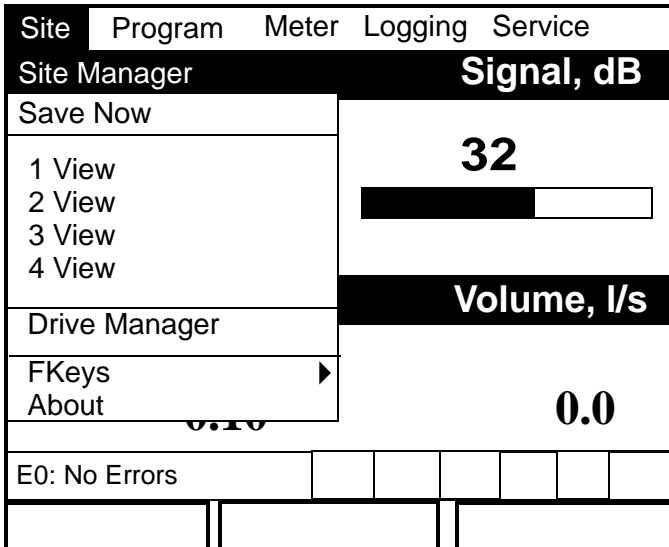 Site Program Meter Logging Service
Site Manager
Signal, dB
Save Now
32
1 View
2 View
3 View
4 View
Volume, l/s
Drive Manager
FKeys
About
0.0
E0: No Errors